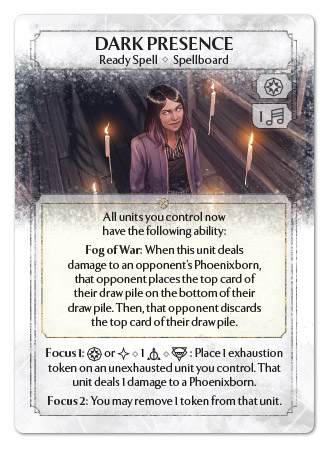 DARK PRESENCE
Ready Spell ◇ Spellboard
1
All units you control now
have the following ability:
Fog of War: When this unit deals
damage to an opponent's Phoenixborn,
that opponent places the top card of
their draw pile on the bottom of their
draw pile. Then, that opponent discards
the top card of their draw pile.
Focus 1: or ◇ 1 ◇ : Place 1 exhaustion
token on an unexhausted unit you control. That
unit deals 1 damage to a Phoenixborn.
Focus 2: You may remove 1 token from that unit.